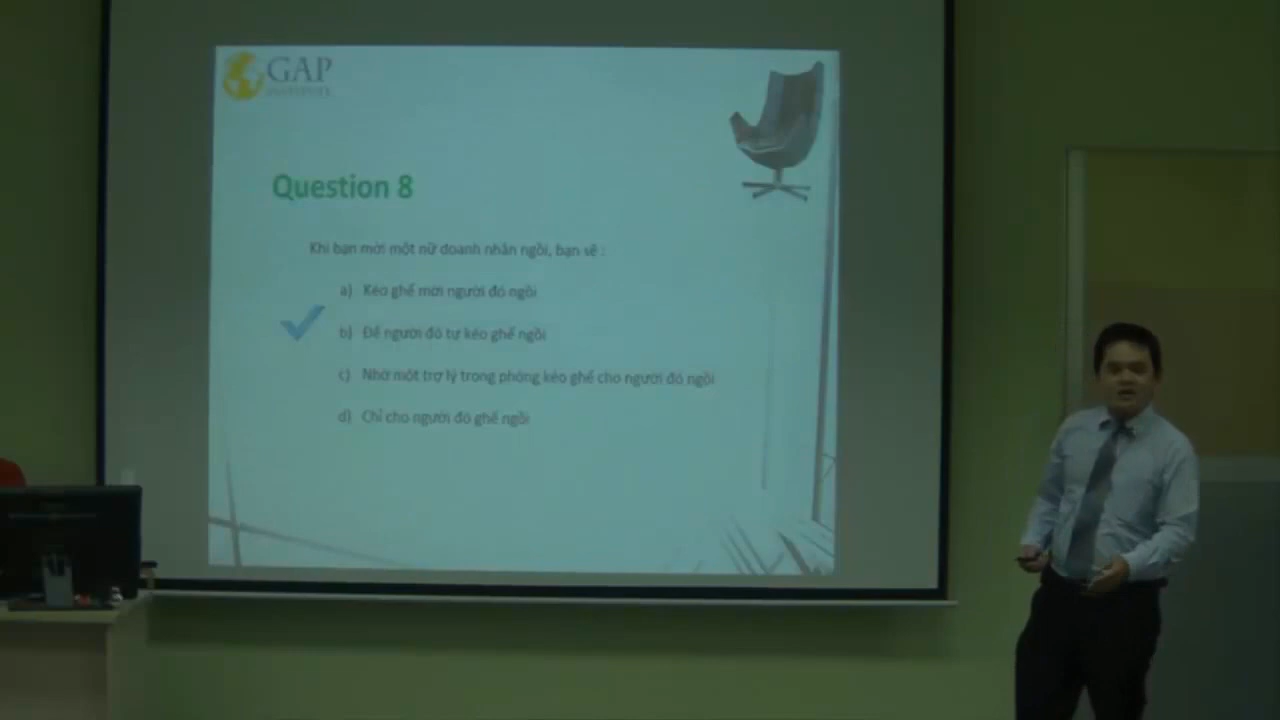 GAP
Question 8
Khi bạn mời một nữ doanh nhân ngồi, bạn sẽ :
a) Kéo ghế mời người đó ngồi
b) Để người đó tự kéo ghế ngồi
c) Nhờ một trợ lý trong phòng kéo ghế cho người đó ngồi
d) Chỉ cho người đó ghế ngồi